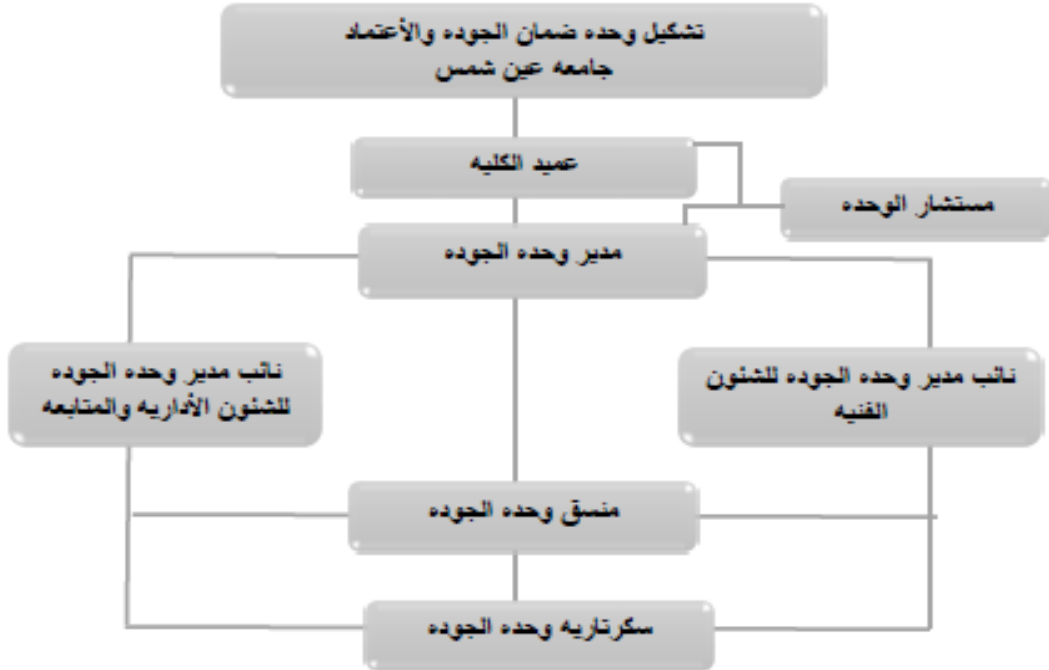 تشكيل وحده ضمان الجوده والأعتماد
جامعه عين شمس
عميد الكليه
مستشار الوحده
مدير وحده الجوده
نائب مدير وحده الجوده للشئون
الفنيه
نائب مدير وحده الجوده
للشئون الأداريه والمتابعه
منسق وحده الجوده
سكرتاريه وحده الجوده